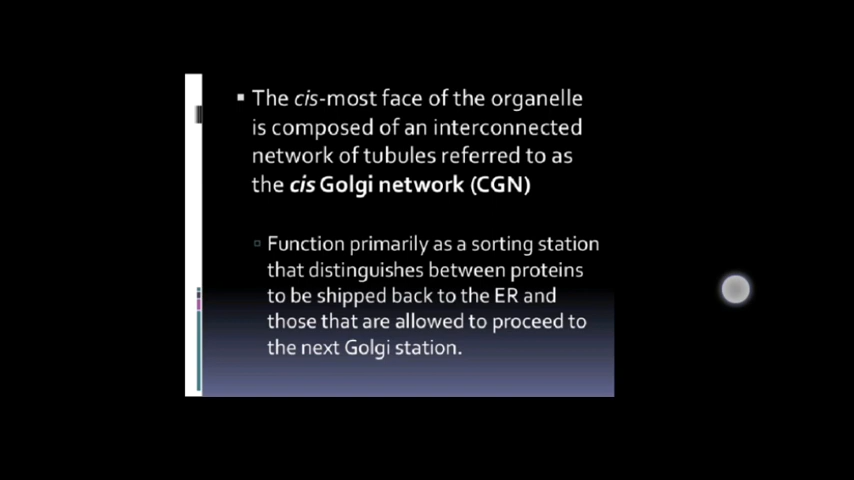 ▪ The cis-most face of the organelle
is composed of an interconnected
network of tubules referred to as
the cis Golgi network (CGN)
▫ Function primarily as a sorting station
that distinguishes between proteins
to be shipped back to the ER and
those that are allowed to proceed to
the next Golgi station.